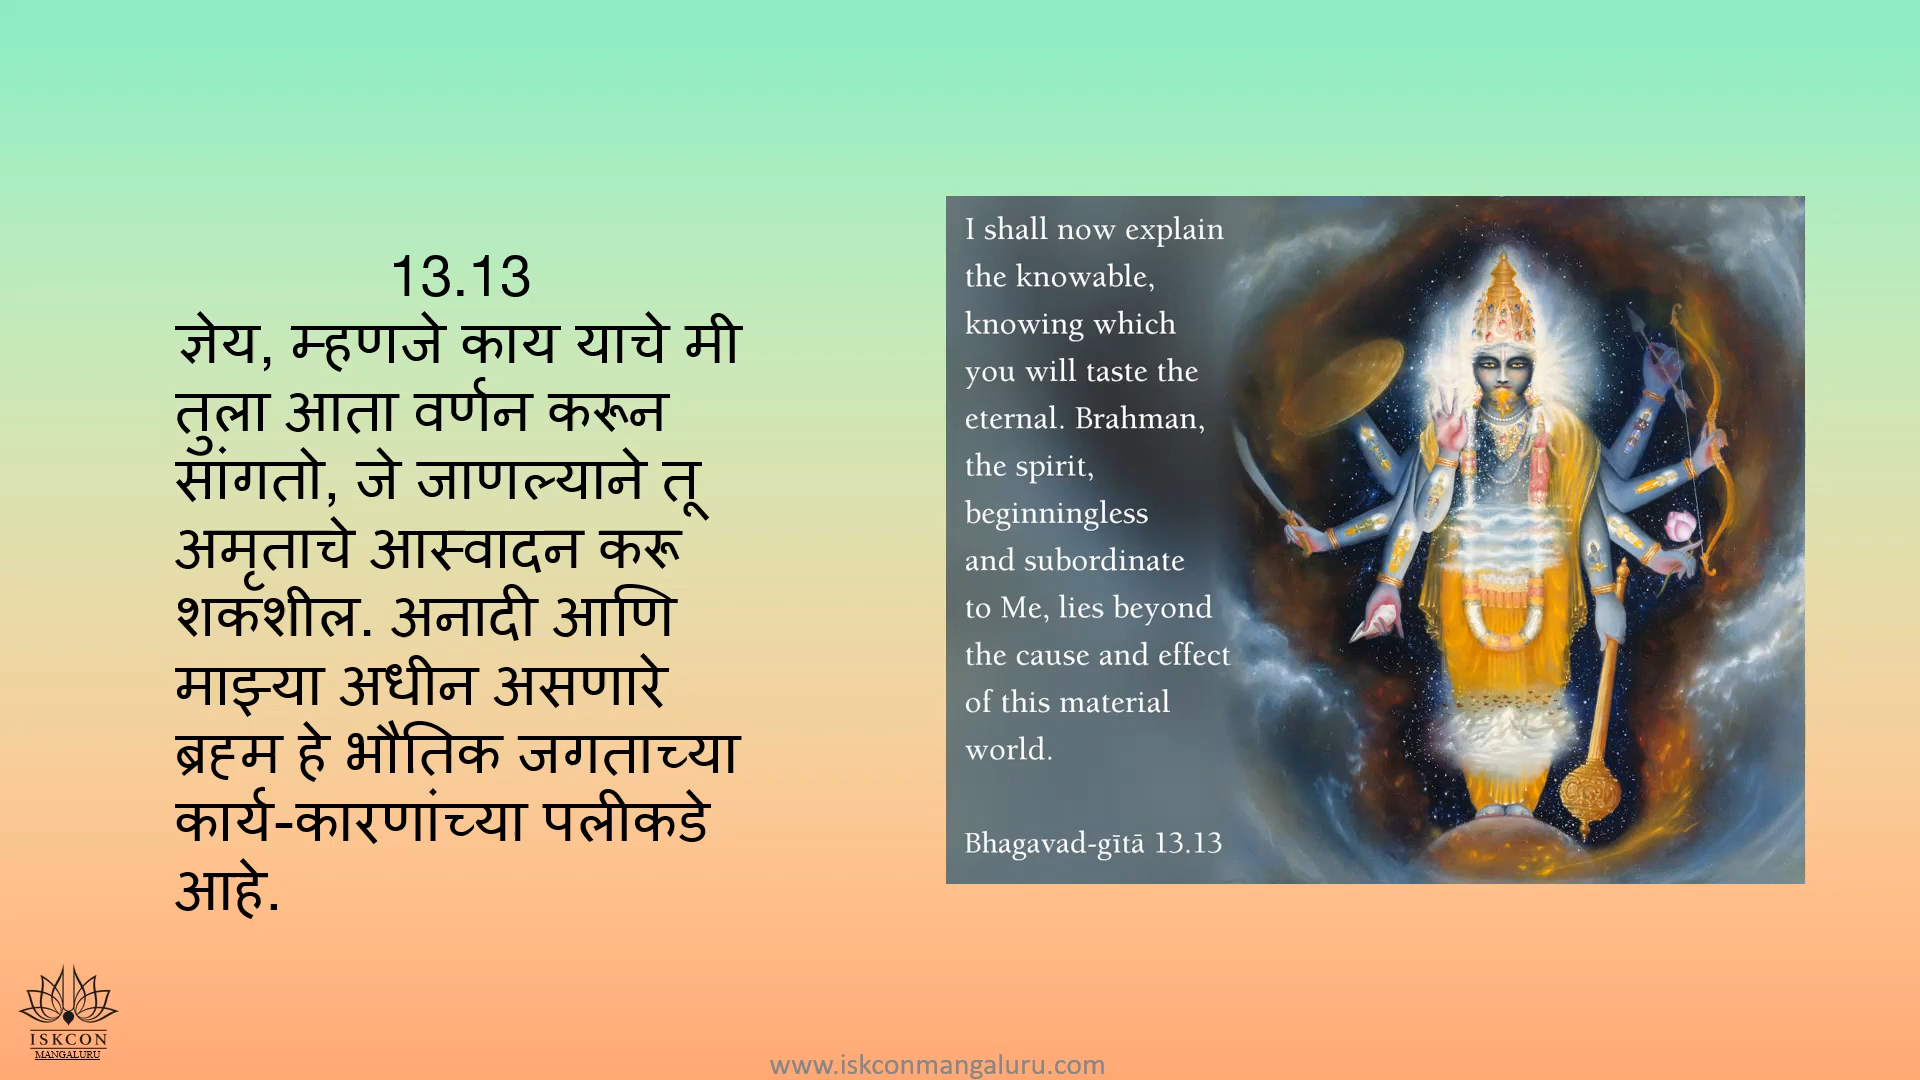 13.13
ज्ञेय, म्हणजे काय याचे मी
तुला आता वर्णन करून
सांगतो, जे जाणल्याने तू
अमृताचे आस्वादन करू
शकशील. अनादी आणि
माझ्या अधीन असणारे
ब्रह्म हे भौतिक जगताच्या
कार्य-कारणांच्या पलीकडे
आहे.
I shall now explain
the knowable,
knowing which
you will taste the
eternal. Brahman,
the spirit,
beginningless
and subordinate
to Me, lies beyond
the cause and effect
of this material
world.
Bhagavad-gītā 13.13
ISKCON
MANGALURU
www.iskconmangaluru.com